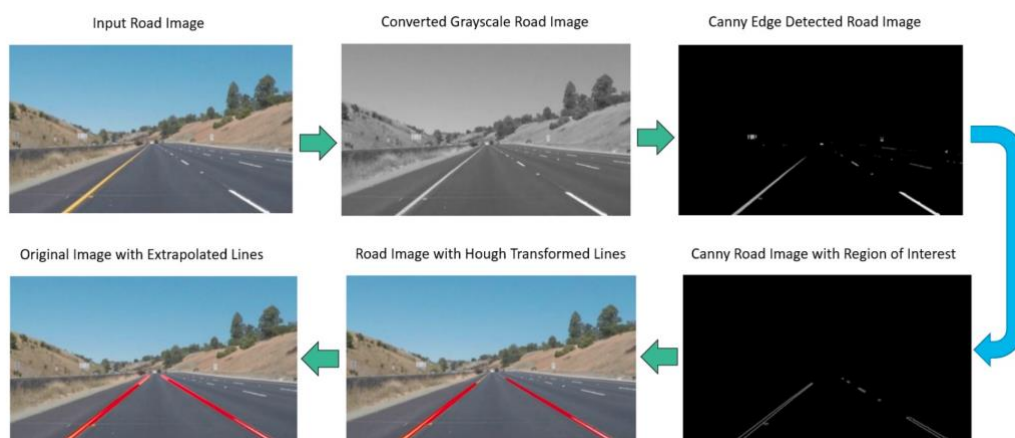 Input Road Image
Converted Grayscale Road Image
Canny Edge Detected Road Image
Original Image with Extrapolated Lines
Road Image with Hough Transformed Lines
Canny Road Image with Region of Interest